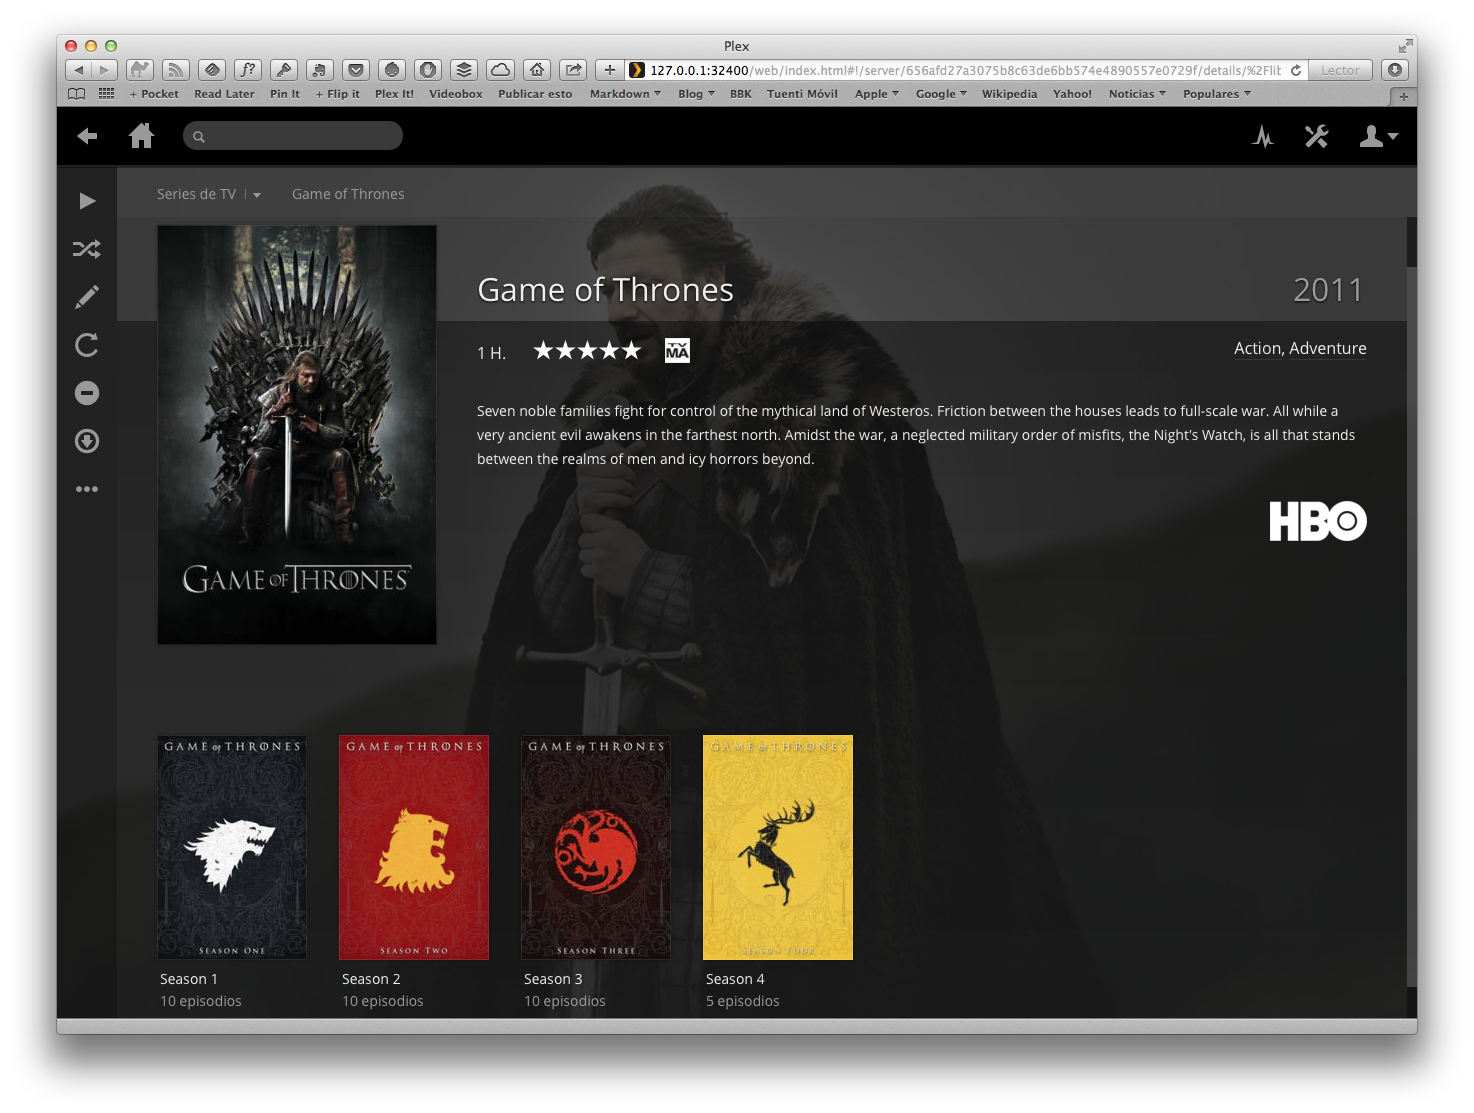 Plex
127.0.0.1:32400/web/index.html#!/server/656afd27a3075b8c63de6bb574e4890557e0729f/details/%2Flib
Lector
+ Pocket Read Later Pin It + Flip it Plex It! Videobox Publicar esto Markdown Blog BBK Tuenti Móvil Apple Google Wikipedia Yahoo! Noticias Populares
Series de TV Game of Thrones
GAME OF THRONES
Game of Thrones 2011
1 H. TV MA Action, Adventure
Seven noble families fight for control of the mythical land of Westeros. Friction between the houses leads to full-scale war. All while a
very ancient evil awakens in the farthest north. Amidst the war, a neglected military order of misfits, the Night's Watch, is all that stands
between the realms of men and icy horrors beyond.
HBO
GAME of THRONES GAME of THRONES GAME of THRONES GAME of THRONES
SEASON ONE SEASON TWO SEASON THREE SEASON FOUR
Season 1 Season 2 Season 3 Season 4
10 episodios 10 episodios 10 episodios 5 episodios